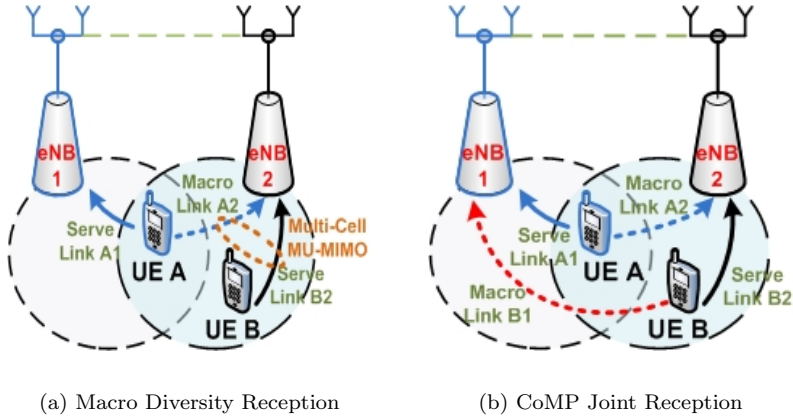 eNB
1
eNB
2
Macro
Link A2
Multi-Cell
MU-MIMO
Serve
Link A1
UE A
Serve
Link B2
UE B
(a) Macro Diversity Reception
eNB
1
eNB
2
Macro
Link A2
Serve
Link A1
UE A
Macro
Link B1
Serve
Link B2
UE B
(b) CoMP Joint Reception